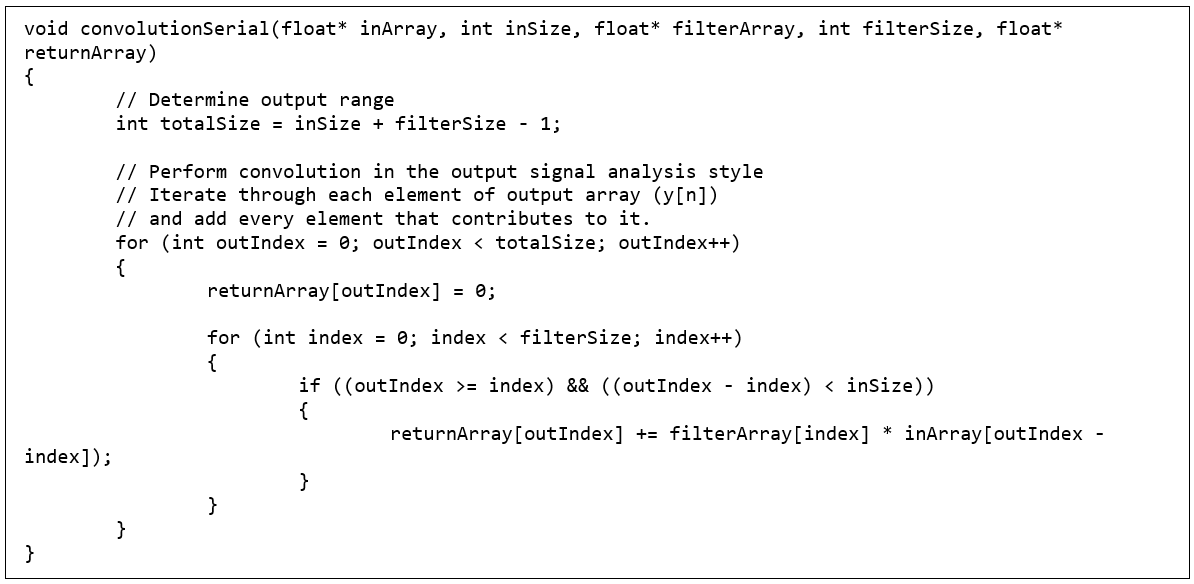 void convolutionSerial(float* inArray, int inSize, float* filterArray, int filterSize, float*
returnArray)
{
        // Determine output range
        int totalSize = inSize + filterSize - 1;

        // Perform convolution in the output signal analysis style
        // Iterate through each element of output array (y[n])
        // and add every element that contributes to it.
        for (int outIndex = 0; outIndex < totalSize; outIndex++)
        {
                returnArray[outIndex] = 0;

                for (int index = 0; index < filterSize; index++)
                {
                        if ((outIndex >= index) && ((outIndex - index) < inSize))
                        {
                                returnArray[outIndex] += filterArray[index] * inArray[outIndex -
index]);
                        }
                }
        }
}